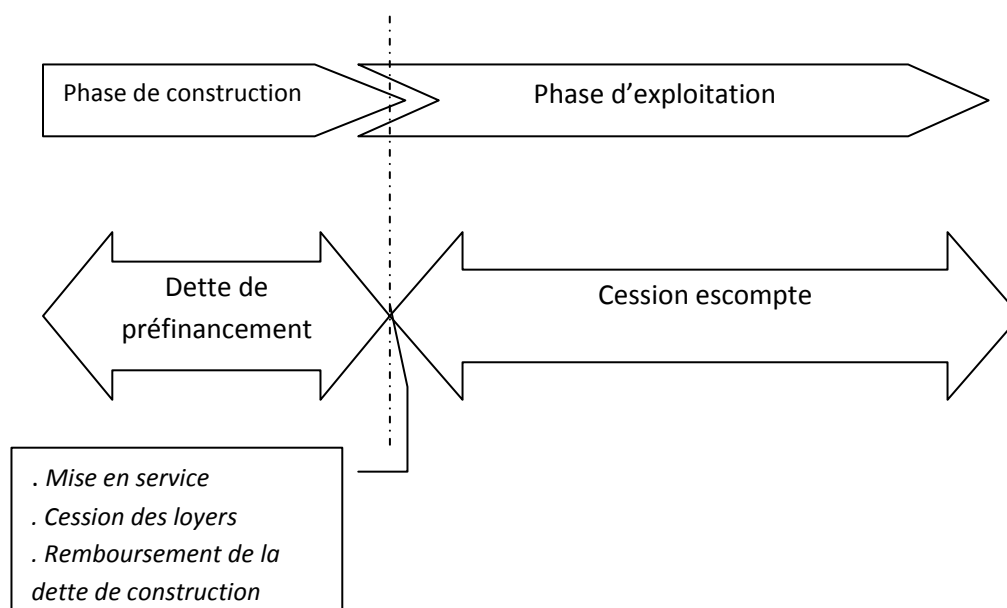 Phase de construction
Phase d’exploitation
Dette de
préfinancement
Cession escompte
. Mise en service
. Cession des loyers
. Remboursement de la
dette de construction